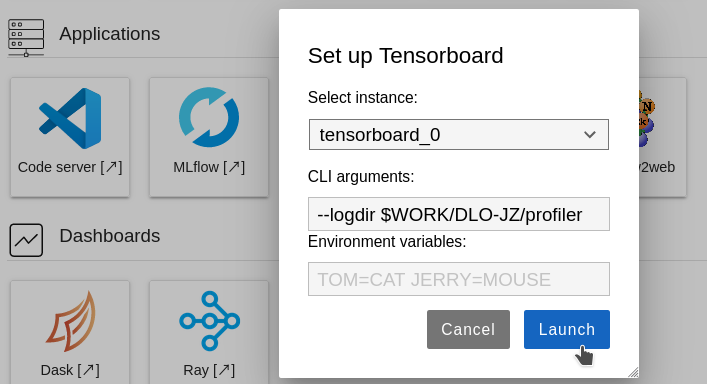 Applications
Code server [↗]
MLflow [↗]
v2web
Dashboards
Dask [↗]
Ray [↗]
Set up Tensorboard
Select instance:
tensorboard_0
CLI arguments:
--logdir $WORK/DLO-JZ/profiler
Environment variables:
TOM=CAT JERRY=MOUSE
Cancel
Launch